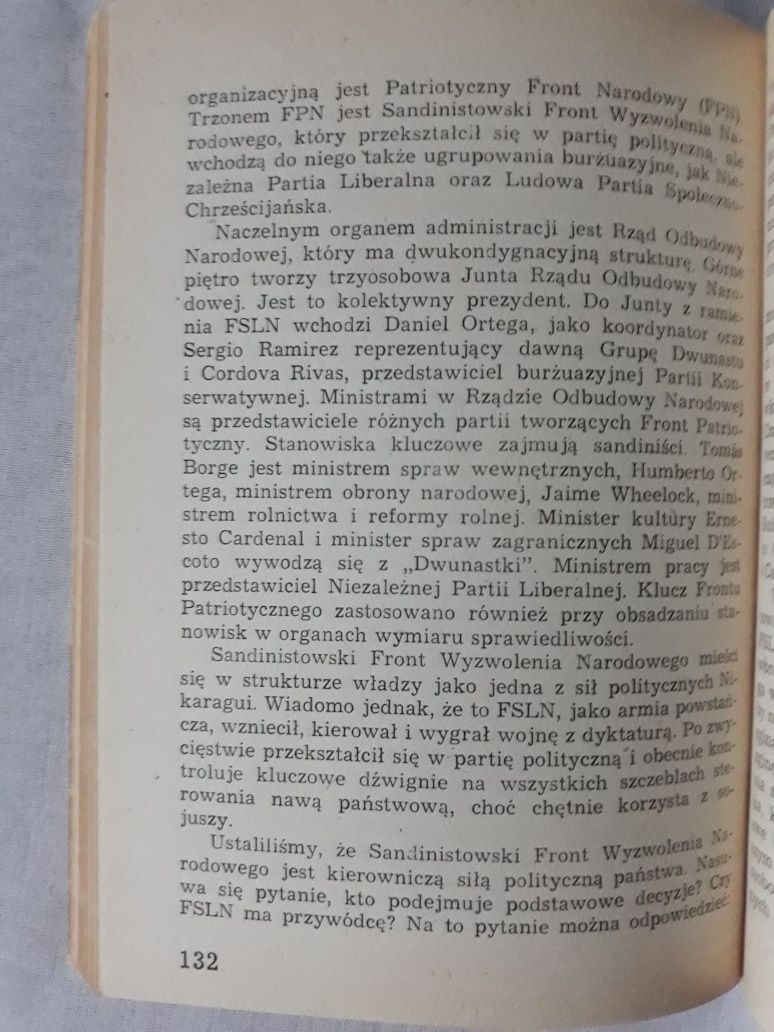 organizacyjną jest Patriotyczny Front Narodowy (FPN).
Trzonem FPN jest Sandinistowski Front Wyzwolenia Na-
rodowego, który przekształcił się w partię polityczną, ale
wchodzą do niego także ugrupowania burżuazyjne, jak Nie-
zależna Partia Liberalna oraz Ludowa Partia Społeczno-
Chrześcijańska.
Naczelnym organem administracji jest Rząd Odbudowy
Narodowej, który ma dwukondygnacyjną strukturę. Górne
piętro tworzy trzyosobowa Junta Rządu Odbudowy Naro-
dowej. Jest to kolektywny prezydent. Do Junty z ramie-
nia FSLN wchodzi Daniel Ortega, jako koordynator oraz
Sergio Ramirez reprezentujący dawną Grupę Dwunastu
i Cordova Rivas, przedstawiciel burżuazyjnej Partii Kon-
serwatywnej. Ministrami w Rządzie Odbudowy Narodowej
są przedstawiciele różnych partii tworzących Front Patrio-
tyczny. Stanowiska kluczowe zajmują sandiniści. Tomás
Borge jest ministrem spraw wewnętrznych, Humberto Or-
tega, ministrem obrony narodowej, Jaime Wheelock, mini-
strem rolnictwa i reformy rolnej. Minister kultury Erne-
sto Cardenal i minister spraw zagranicznych Miguel D'Es-
coto wywodzą się z „Dwunastki”. Ministrem pracy jest
przedstawiciel Niezależnej Partii Liberalnej. Klucz Frontu
Patriotycznego zastosowano również przy obsadzaniu sta-
nowisk w organach wymiaru sprawiedliwości.
Sandinistowski Front Wyzwolenia Narodowego mieści
się w strukturze władzy jako jedna z sił politycznych Ni-
karagui. Wiadomo jednak, że to FSLN, jako armia powstań-
cza, wzniecił, kierował i wygrał wojnę z dyktaturą. Po zwy-
cięstwie przekształcił się w partię polityczną i obecnie kon-
troluje kluczowe dźwignie na wszystkich szczeblach ste-
rowania nawą państwową, choć chętnie korzysta z so-
juszy.
Ustaliliśmy, że Sandinistowski Front Wyzwolenia Na-
rodowego jest kierowniczą siłą polityczną państwa. Nasu-
wa się pytanie, kto podejmuje podstawowe decyzje? Czy
FSLN ma przywódcę? Na to pytanie można odpowiedzieć
132